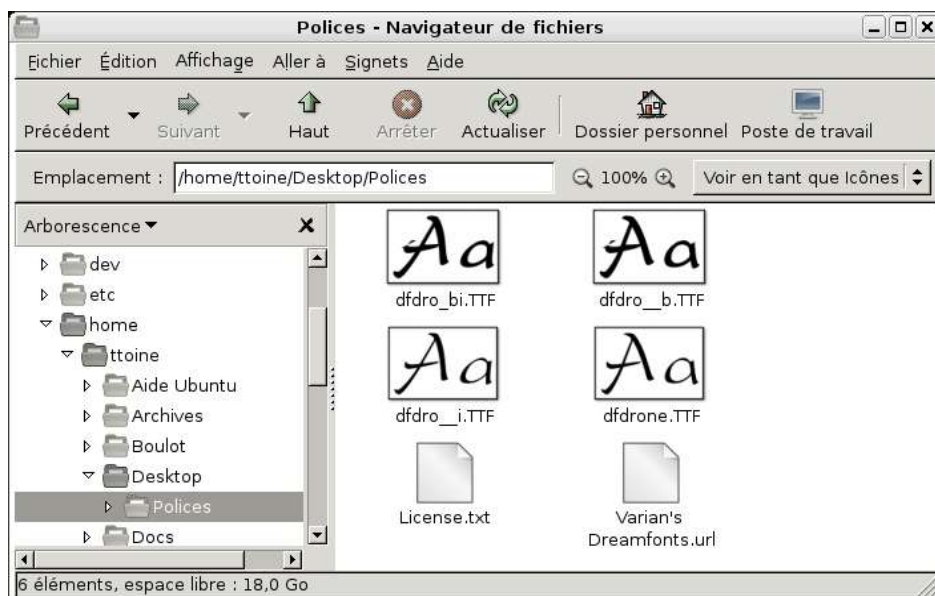 Polices - Navigateur de fichiers
Fichier Édition Affichage Aller à Signets Aide
Précédent Suivant Haut Arrêter Actualiser Dossier personnel Poste de travail
Emplacement : /home/ttoine/Desktop/Polices 100% Voir en tant que Icônes
Arborescence
dev
etc
home
ttoine
Aide Ubuntu
Archives
Boulot
Desktop
Polices
Docs
Aa Aa
dfdro_bi.TTF dfdro__b.TTF
Aa Aa
dfdro__i.TTF dfdrone.TTF
License.txt Varian's
Dreamfonts.url
6 éléments, espace libre : 18,0 Go